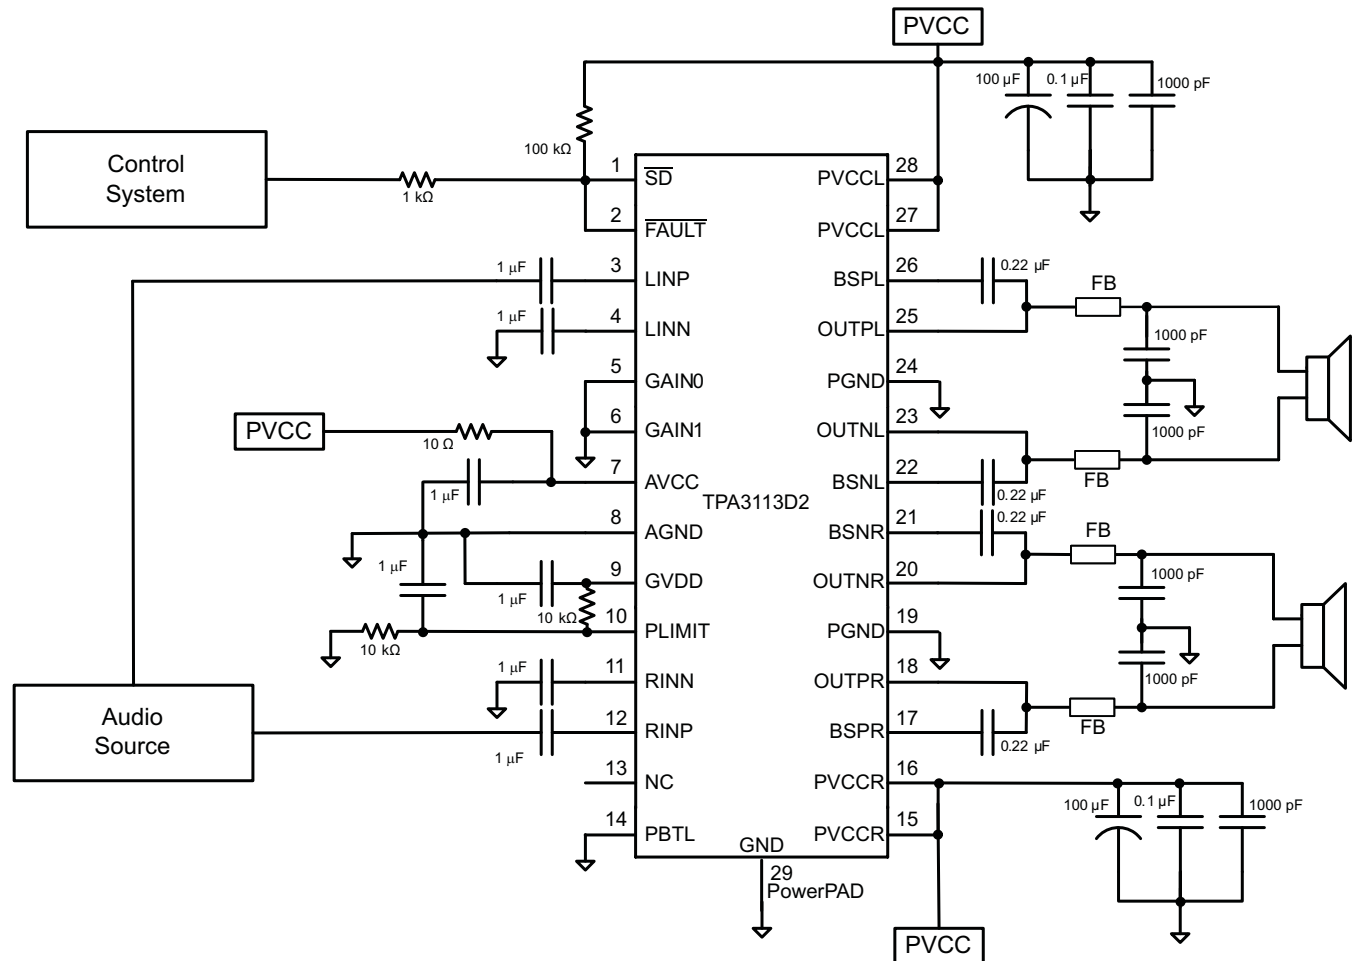 PVCC
100 µF
0.1 µF
1000 pF
100 kΩ
Control
System
1 kΩ
1
SD
28
PVCCL
2
FAULT
27
PVCCL
1 µF
3
LINP
26
BSPL
0.22 µF
FB
1 µF
4
LINN
25
OUTPL
1000 pF
5
GAIN0
24
PGND
PVCC
10 Ω
6
GAIN1
23
OUTNL
1000 pF
1 µF
7
AVCC
22
BSNL
FB
0.22 µF
TPA3113D2
8
AGND
21
BSNR
0.22 µF
FB
1 µF
9
GVDD
20
OUTNR
1000 pF
1 µF
10 kΩ
10
PLIMIT
19
PGND
10 kΩ
1 µF
11
RINN
18
OUTPR
1000 pF
Audio
Source
12
RINP
17
BSPR
FB
1 µF
0.22 µF
13
NC
16
PVCCR
100 µF
0.1 µF
1000 pF
14
PBTL
15
PVCCR
GND
29
PowerPAD
PVCC